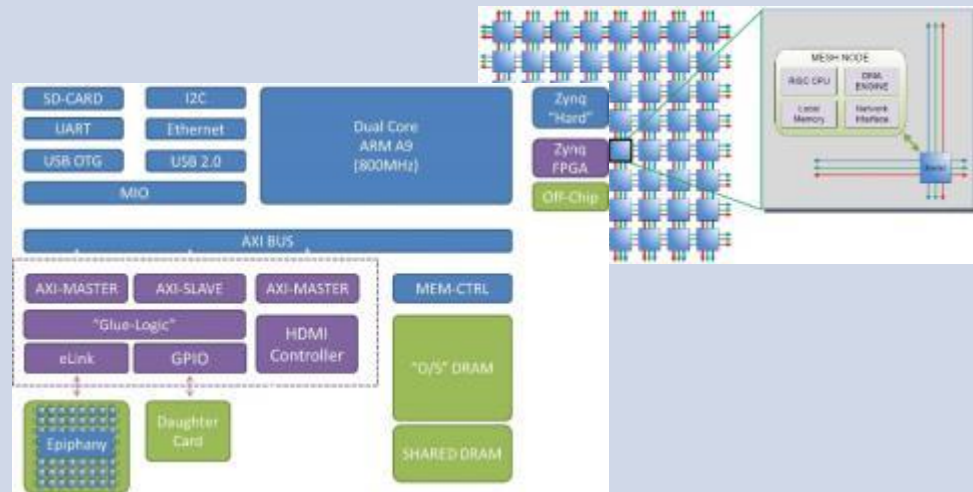 MESH NODE
RISC CPU
DMA
ENGINE
Local
Memory
Network
Interface
Router
SD-CARD
I2C
UART
Ethernet
USB OTG
USB 2.0
MIO
Dual Core
ARM A9
(800MHz)
Zynq
"Hard"
Zynq
FPGA
Off-Chip
AXI BUS
AXI-MASTER
AXI-SLAVE
AXI-MASTER
MEM-CTRL
"Glue-Logic"
HDMI
Controller
eLink
GPIO
"O/S" DRAM
Epiphany
Daughter
Card
SHARED DRAM